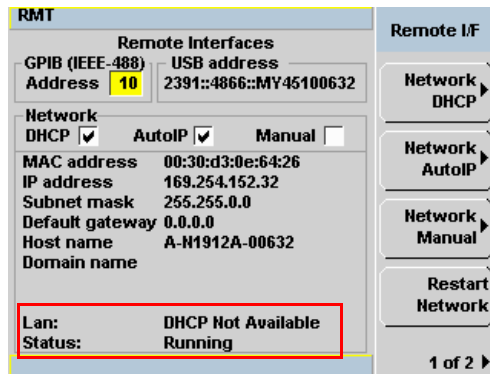 RMT
Remote Interfaces
GPIB (IEEE-488) USB address
Address 10 2391::4866::MY45100632
Network
DHCP AutoIP Manual
MAC address 00:30:d3:0e:64:26
IP address 169.254.152.32
Subnet mask 255.255.0.0
Default gateway 0.0.0.0
Host name A-N1912A-00632
Domain name
Lan: DHCP Not Available
Status: Running
Remote I/F
Network
DHCP
Network
AutoIP
Network
Manual
Restart
Network
1 of 2